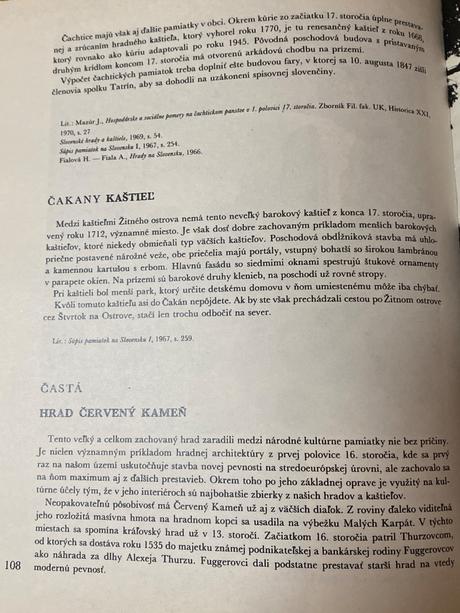 Čachtice majú však aj ďalšie pamiatky v obci. Okrem kúrie zo začiatku 17. storočia úplne prestava-
nej a zrúcaním hradného kaštieľa, ktorý vyhorel roku 1770, je tu renesančný kaštieľ z roku 1668,
ktorý rovnako ako kúriu adaptovali po roku 1945. Pôvodná poschodová budova s pristavaným
druhým krídlom koncom 17. storočia má otvorenú arkádovú chodbu na prízemí.
Výpočet čachtických pamiatok treba doplniť ešte budovou fary, v ktorej sa 10. augusta 1847 zišli
členovia spolku Tatrín, aby sa dohodli na uzákonení spisovnej slovenčiny.
Lit.: Mazúr J., Hospodárske a sociálne pomery na čachtickom panstve v 1. polovici 17. storočia. Zborník Fil. fak. UK, Historica XXI,
1970, s. 27
Slovenské hrady a kaštiele, 1969, s. 54.
Súpis pamiatok na Slovensku I, 1967, s. 254.
Fialová H. — Fiala A., Hrady na Slovensku, 1966.
ČAKANY KAŠTIEĽ
Medzi kaštieľmi Žitného ostrova nemá tento neveľký barokový kaštieľ z konca 17. storočia, upra-
vený roku 1712, významné miesto. Je však dosť dobre zachovaným príkladom menších barokových
kaštieľov, ktoré niekedy obmieňali typ väčších kaštieľov. Poschodová obdĺžniková stavba má uhlo-
priečne postavené nárožné veže, obe priečelia majú portály, vstupný bohatší so širokou šambránou
a kamennou kartušou s erbom. Hlavnú fasádu so siedmimi oknami spestrujú štukové ornamenty
v parapete okien. Na prízemí sú barokové druhy klenieb, na poschodí už rovné stropy.
Pri kaštieli bol menší park, ktorý určite detskému domovu v ňom umiestenému môže iba chýbať.
Kvôli tomuto kaštieľu asi do Čakán nepôjdete. Ak by ste však prechádzali cestou po Žitnom ostrove
cez Štvrtok na Ostrove, stačí len trochu odbočiť na sever.
Lit.: Súpis pamiatok na Slovensku I, 1967, s. 259.
ČASTÁ
HRAD ČERVENÝ KAMEŇ
Tento veľký a celkom zachovaný hrad zaradili medzi národné kultúrne pamiatky nie bez príčiny.
Je nielen významným príkladom hradnej architektúry z prvej polovice 16. storočia, kde sa prvý
raz na našom území uskutočňuje stavba novej pevnosti na stredoeurópskej úrovni, ale zachovalo sa
na ňom maximum aj z ďalších prestavieb. Okrem toho je jeho základnej oprave je využitý na kul-
túrne účely tým, že v jeho interiéroch sú najbohatšie zbierky z našich hradov a kaštieľov.
Neopakovateľnú pôsobivosť má Červený Kameň už aj z väčších diaľok. Z roviny ďaleko viditeľná
jeho rozložitá masívna hmota na hradnom kopci sa usadila na výbežku Malých Karpát. V týchto
miestach sa spomína kráľovský hrad už v 13. storočí. Začiatkom 16. storočia patril Thurzovcom,
od ktorých sa dostáva roku 1535 do majetku známej podnikateľskej a bankárskej rodiny Fuggerovcov
ako náhrada za dlhy Alexeja Thurzu. Fuggerovci dali podstatne prestavať starší hrad na vtedy
modernú pevnosť.
108